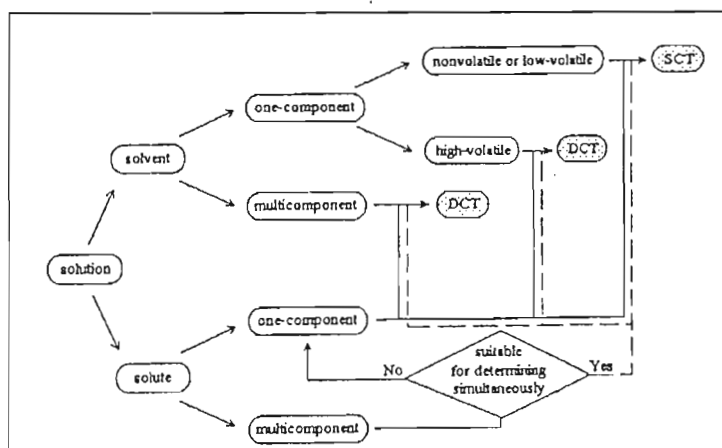 nonvolatile or low-volatile
SCT
one-component
solvent
high-volatile
DCT
multicomponent
DCT
solution
one-component
suitable
for determining
simultaneously
No
Yes
solute
multicomponent